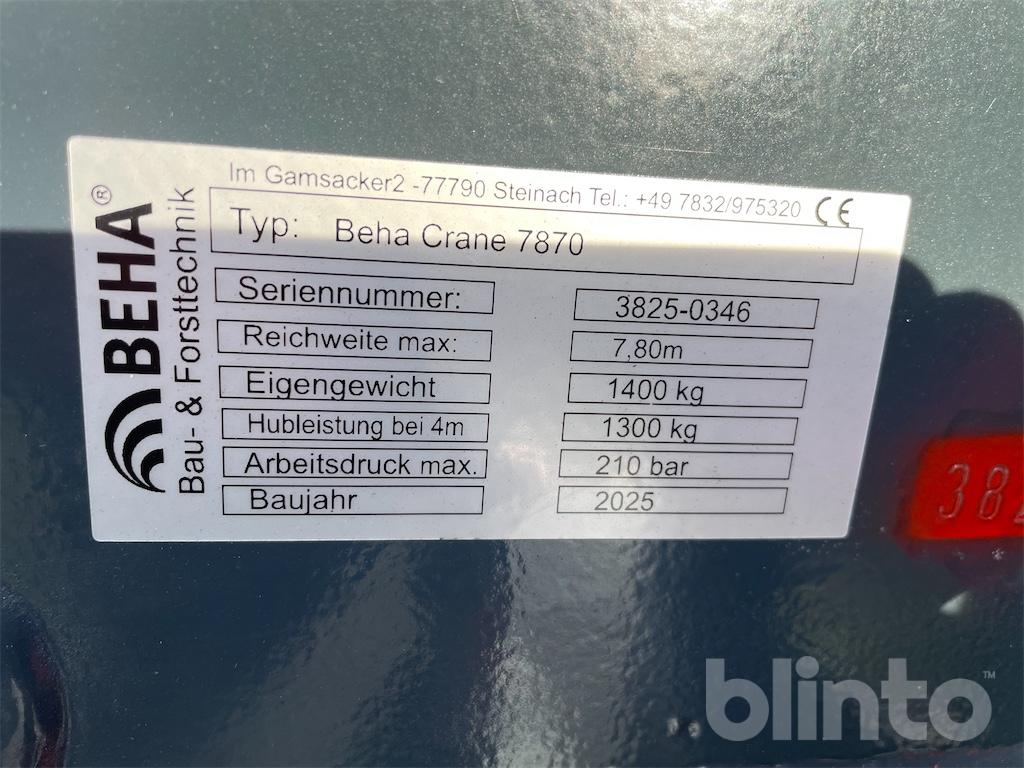 BEHA®
Bau- & Forsttechnik
Im Gamsacker2 -77790 Steinach Tel.: +49 7832/975320 CE
Typ: Beha Crane 7870
Seriennummer: 3825-0346
Reichweite max: 7,80m
Eigengewicht 1400 kg
Hubleistung bei 4m 1300 kg
Arbeitsdruck max. 210 bar
Baujahr 2025
38
blinto™